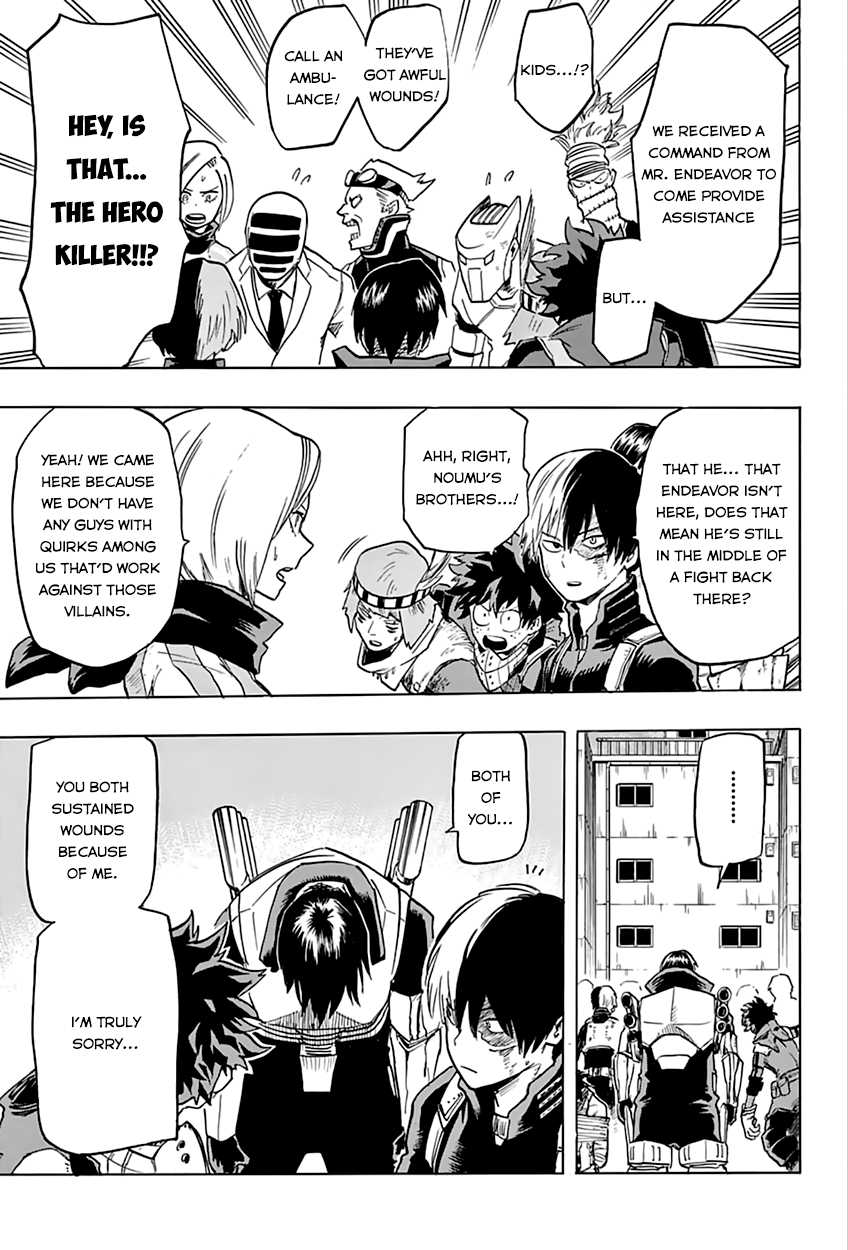 WE RECEIVED A
COMMAND FROM
MR. ENDEAVOR TO
COME PROVIDE
ASSISTANCE
BUT...
KIDS...!?
THEY'VE
GOT AWFUL
WOUNDS!
CALL AN
AMBU-
LANCE!
HEY, IS
THAT...
THE HERO
KILLER!!?
THAT HE... THAT
ENDEAVOR ISN'T
HERE, DOES THAT
MEAN HE'S STILL
IN THE MIDDLE OF
A FIGHT BACK
THERE?
AHH, RIGHT,
NOUMU'S
BROTHERS...!
YEAH! WE CAME
HERE BECAUSE
WE DON'T HAVE
ANY GUYS WITH
QUIRKS AMONG
US THAT'D WORK
AGAINST THOSE
VILLAINS.
.........
BOTH
OF
YOU...
YOU BOTH
SUSTAINED
WOUNDS
BECAUSE
OF ME.
I'M TRULY
SORRY...